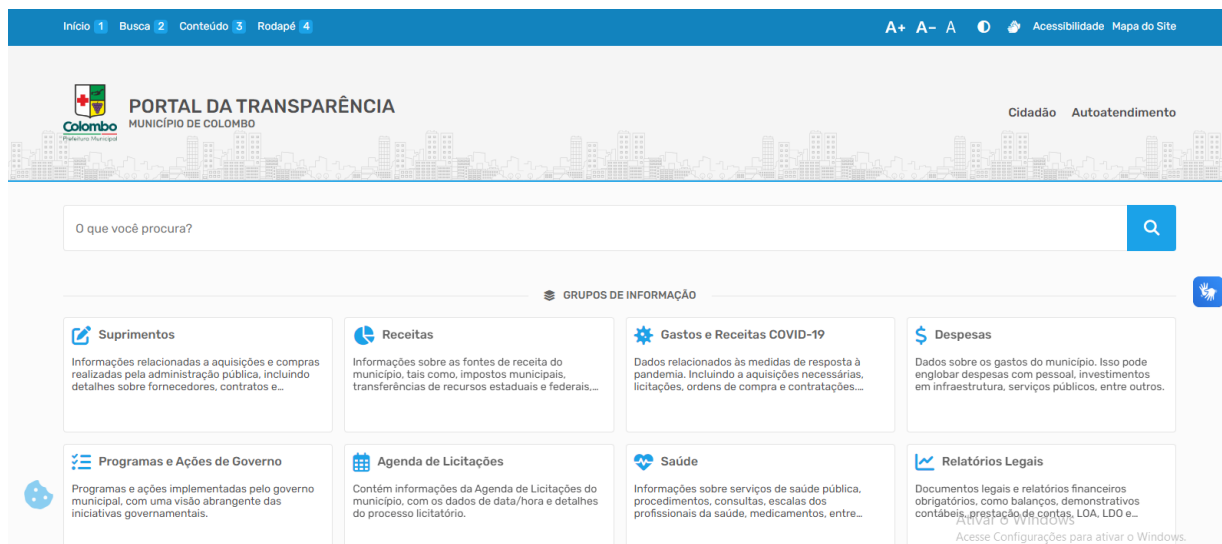 Início 1 Busca 2 Conteúdo 3 Rodapé 4
A+ A- A Acessibilidade Mapa do Site
Colombo
Prefeitura Municipal
PORTAL DA TRANSPARÊNCIA
MUNICÍPIO DE COLOMBO
Cidadão Autoatendimento
O que você procura?
GRUPOS DE INFORMAÇÃO
Suprimentos
Informações relacionadas a aquisições e compras
realizadas pela administração pública, incluindo
detalhes sobre fornecedores, contratos e...
Receitas
Informações sobre as fontes de receita do
município, tais como, impostos municipais,
transferências de recursos estaduais e federais,...
Gastos e Receitas COVID-19
Dados relacionados às medidas de resposta à
pandemia. Incluindo a aquisições necessárias,
licitações, ordens de compra e contratações....
Despesas
Dados sobre os gastos do município. Isso pode
englobar despesas com pessoal, investimentos
em infraestrutura, serviços públicos, entre outros.
Programas e Ações de Governo
Programas e ações implementadas pelo governo
municipal, com uma visão abrangente das
iniciativas governamentais.
Agenda de Licitações
Contém informações da Agenda de Licitações do
município, com os dados de data/hora e detalhes
do processo licitatório.
Saúde
Informações sobre serviços de saúde pública,
procedimentos, consultas, escalas dos
profissionais da saúde, medicamentos, entre...
Relatórios Legais
Documentos legais e relatórios financeiros
obrigatórios, como balanços, demonstrativos
contábeis, prestação de contas, LOA, LDO e...
Ativar o Windows
Acesse Configurações para ativar o Windows.